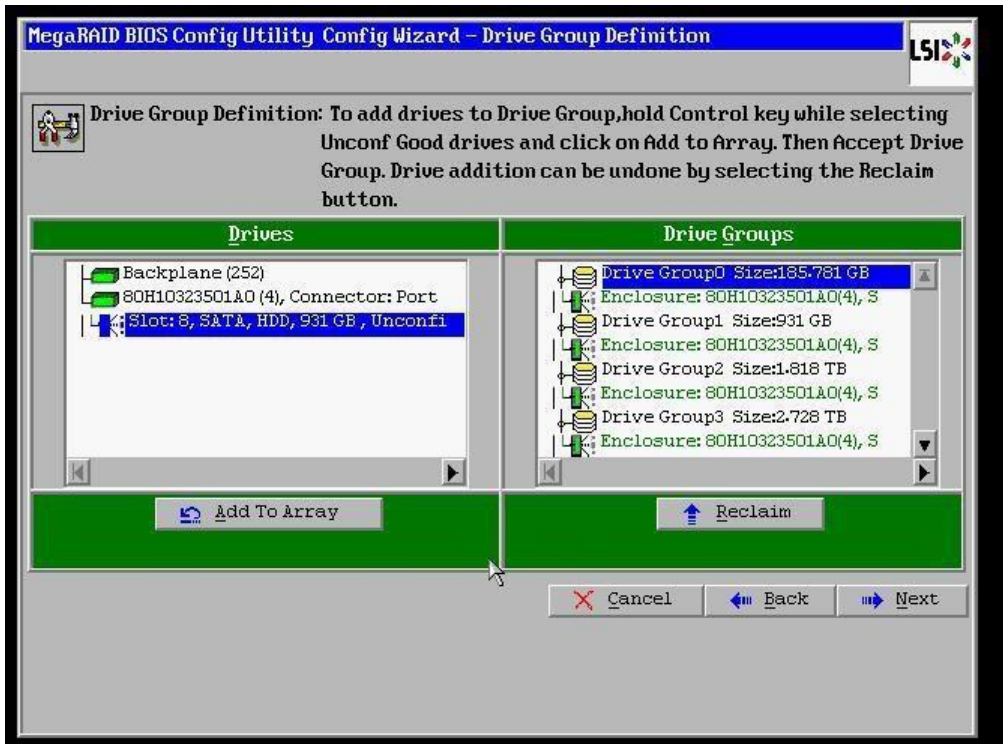 MegaRAID BIOS Config Utility Config Wizard – Drive Group Definition
LSI
Drive Group Definition: To add drives to Drive Group,hold Control key while selecting
Unconf Good drives and click on Add to Array. Then Accept Drive
Group. Drive addition can be undone by selecting the Reclaim
button.
Drives
Backplane (252)
80H10323501A0 (4), Connector: Port
Slot: 8, SATA, HDD, 931 GB , Unconfi
Add To Array
Drive Groups
Drive Group0 Size:185.781 GB
Enclosure: 80H10323501A0(4), S
Drive Group1 Size:931 GB
Enclosure: 80H10323501A0(4), S
Drive Group2 Size:1.818 TB
Enclosure: 80H10323501A0(4), S
Drive Group3 Size:2.728 TB
Enclosure: 80H10323501A0(4), S
Reclaim
Cancel
Back
Next